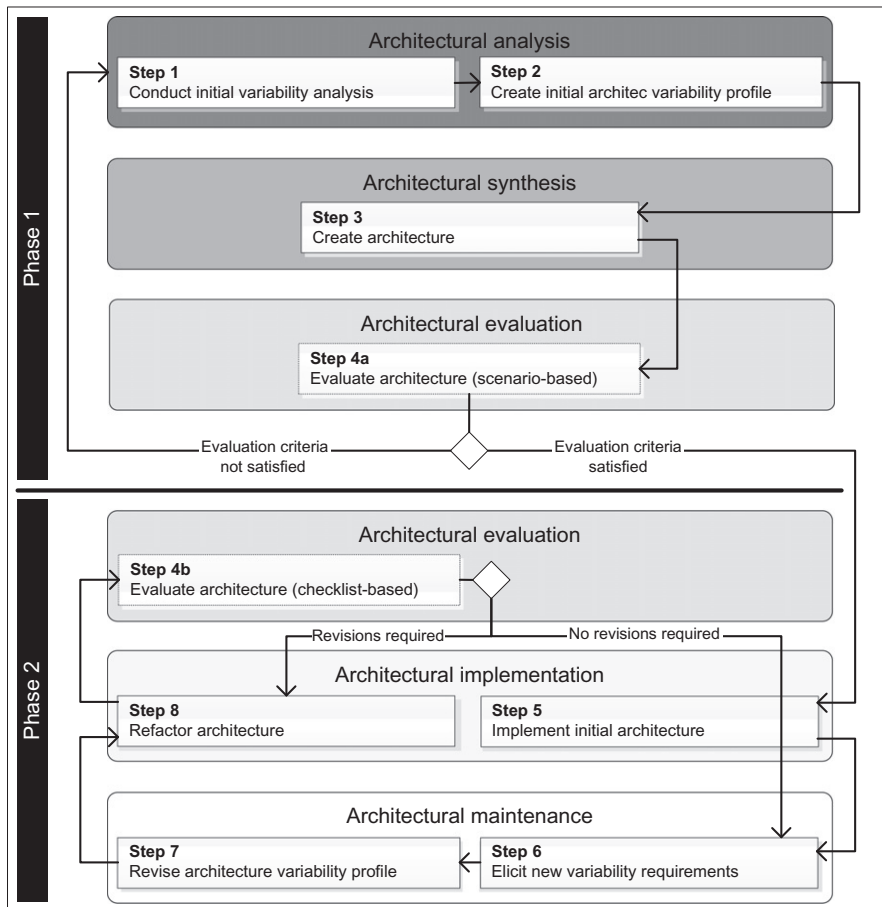 Phase 1
Architectural analysis
Step 1
Conduct initial variability analysis
Step 2
Create initial architec variability profile
Architectural synthesis
Step 3
Create architecture
Architectural evaluation
Step 4a
Evaluate architecture (scenario-based)
Evaluation criteria
not satisfied
Evaluation criteria
satisfied
Phase 2
Architectural evaluation
Step 4b
Evaluate architecture (checklist-based)
Revisions required
No revisions required
Architectural implementation
Step 8
Refactor architecture
Step 5
Implement initial architecture
Architectural maintenance
Step 7
Revise architecture variability profile
Step 6
Elicit new variability requirements